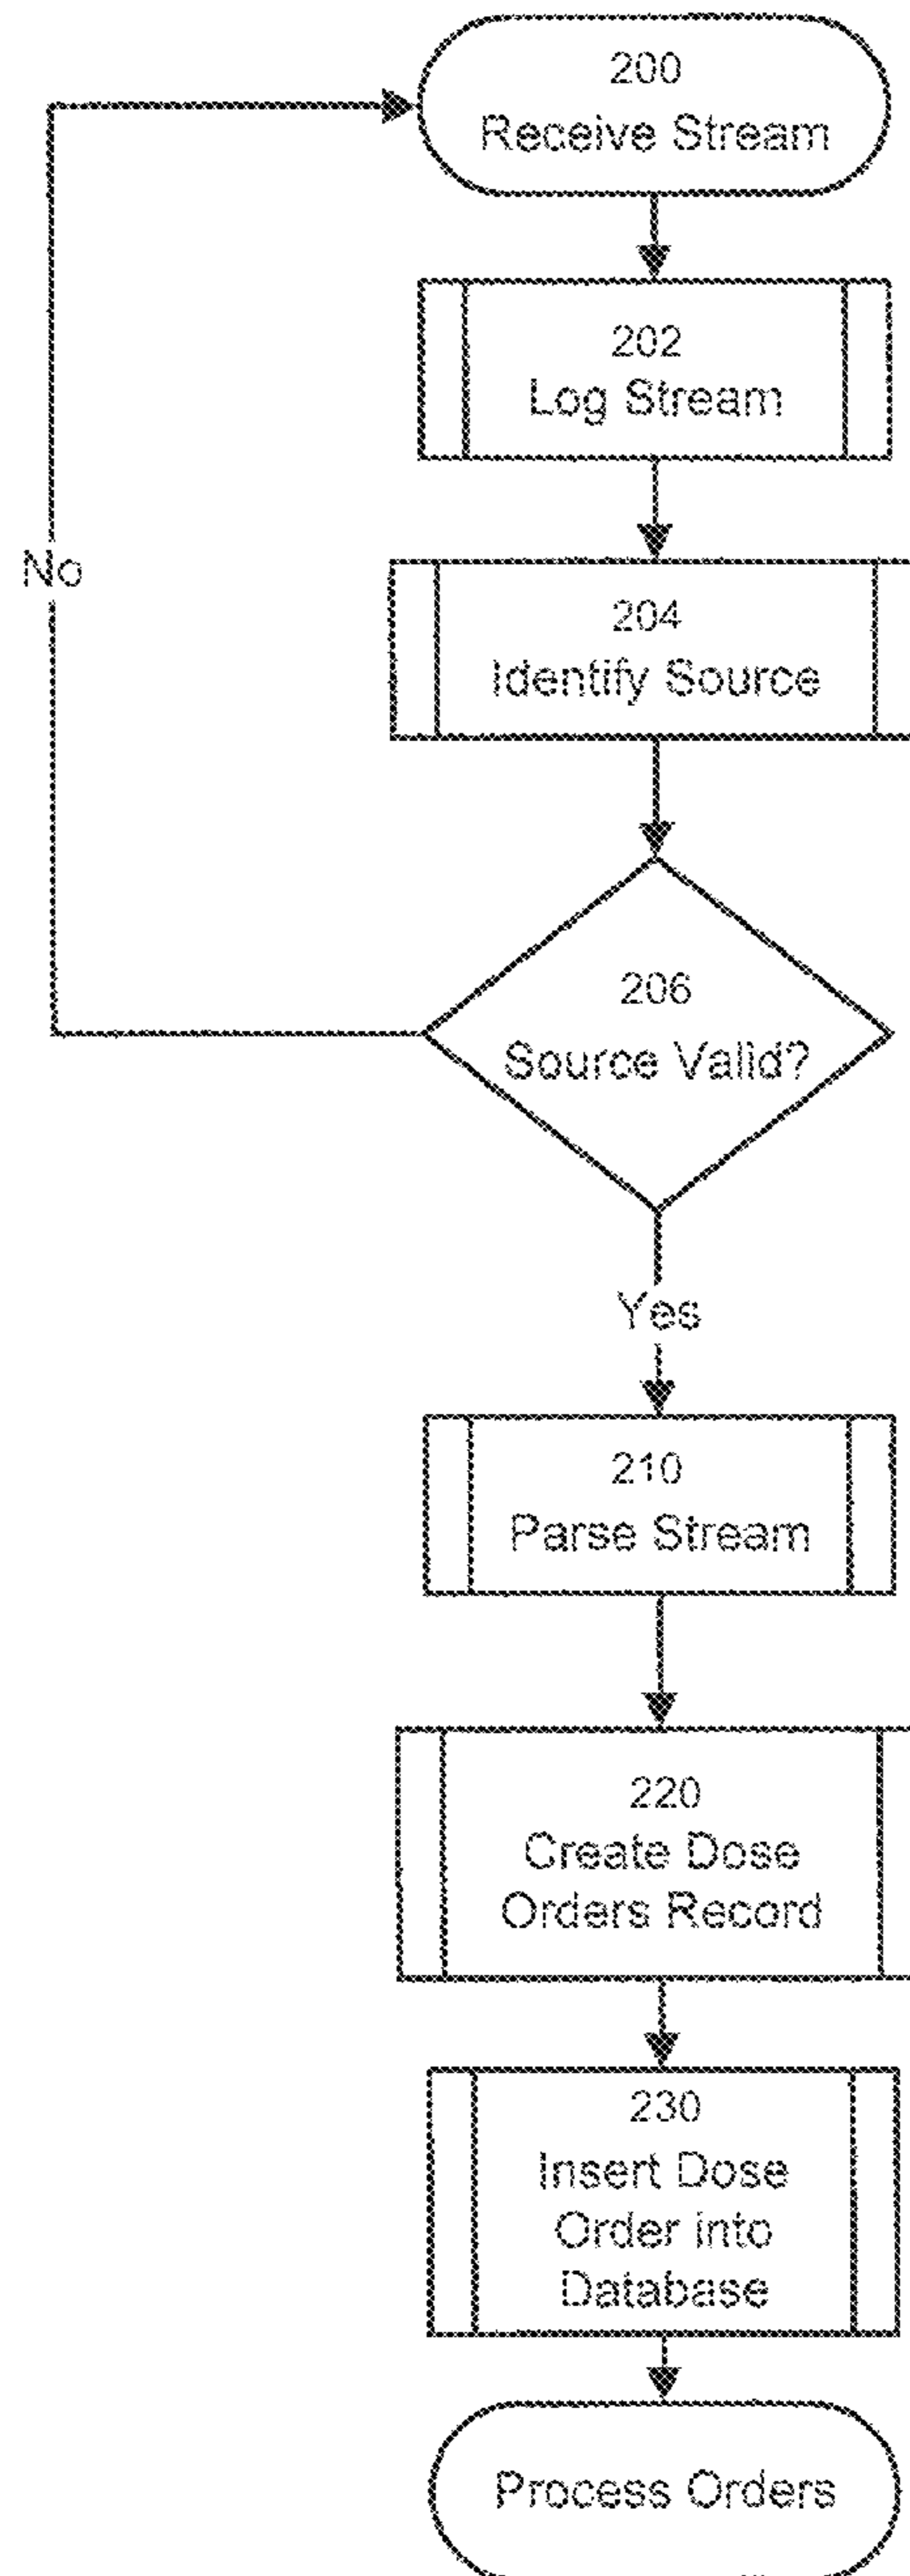 200
Receive Stream
202
Log Stream
No
204
Identify Source
206
Source Valid?
Yes
210
Parse Stream
220
Create Dose
Orders Record
230
Insert Dose
Order into
Database
Process Orders